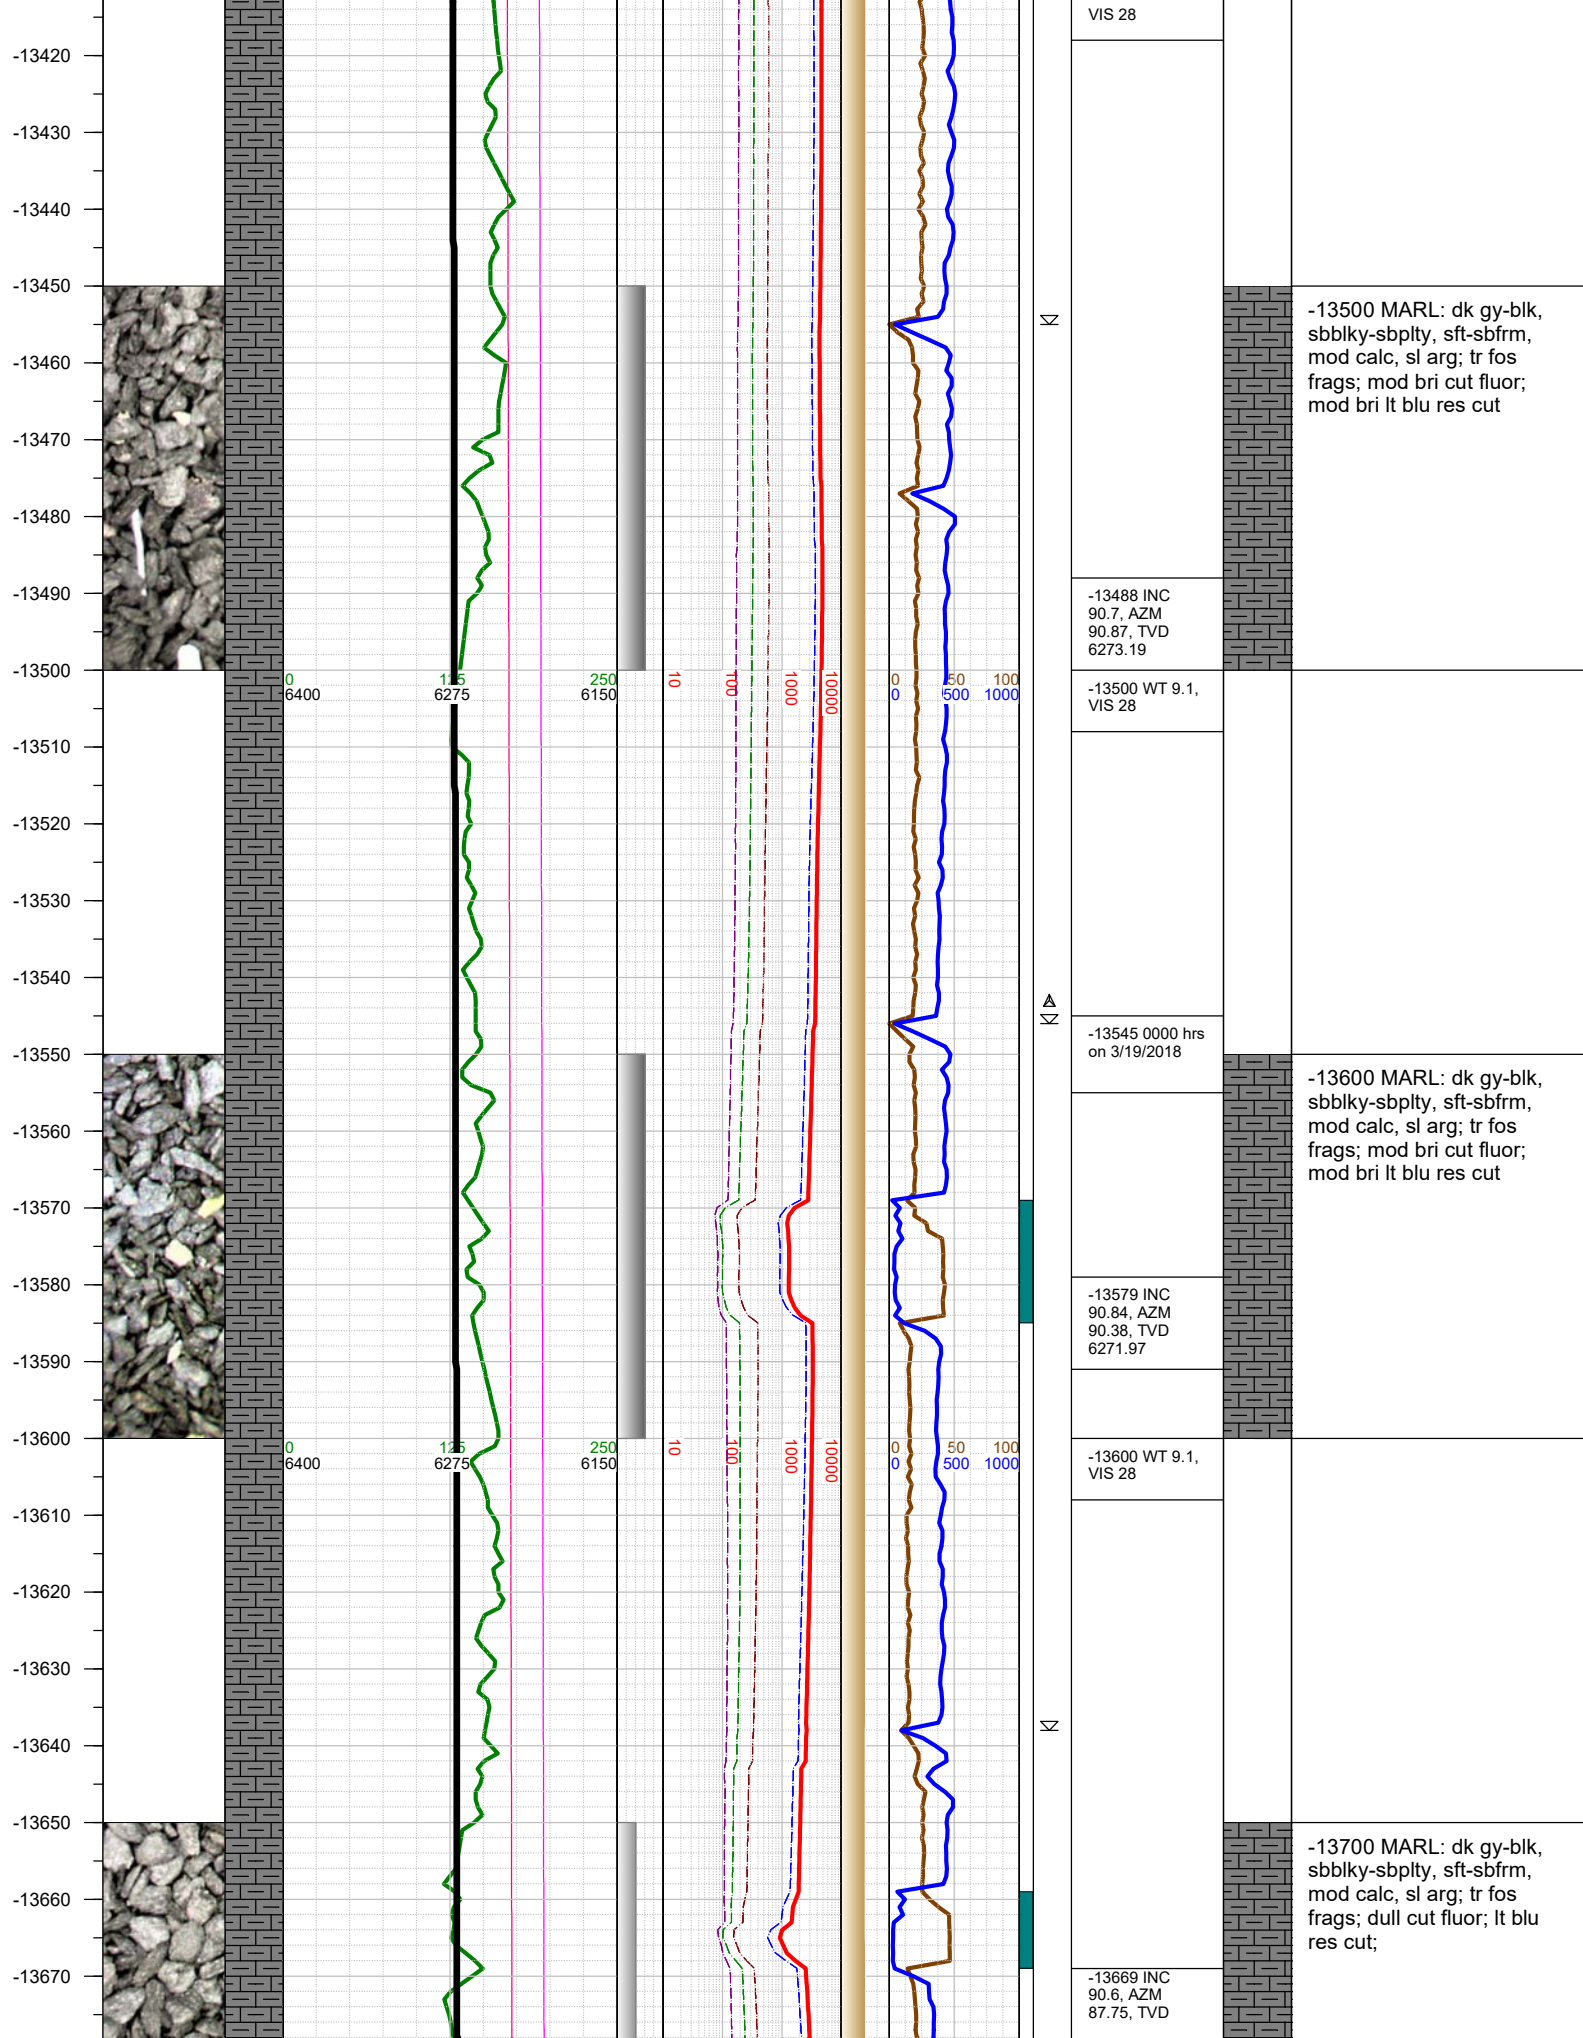 VIS 28
-13420
-13430
-13440
-13450
-13500 MARL: dk gy-blk,
sbblky-sbplty, sft-sbfrm,
mod calc, sl arg; tr fos
frags; mod bri cut fluor;
mod bri lt blu res cut
-13460
-13470
-13480
-13490
-13488 INC
90.7, AZM
90.87, TVD
6273.19
-13500
0 125 250 10 100 1000 10000 0 50 100
6400 6275 6150 0 500 1000
-13500 WT 9.1,
VIS 28
-13510
-13520
-13530
-13540
-13545 0000 hrs
on 3/19/2018
-13550
-13600 MARL: dk gy-blk,
sbblky-sbplty, sft-sbfrm,
mod calc, sl arg; tr fos
frags; mod bri cut fluor;
mod bri lt blu res cut
-13560
-13570
-13580
-13579 INC
90.84, AZM
90.38, TVD
6271.97
-13590
-13600
0 125 250 10 100 1000 10000 0 50 100
6400 6275 6150 0 500 1000
-13600 WT 9.1,
VIS 28
-13610
-13620
-13630
-13640
-13650
-13700 MARL: dk gy-blk,
sbblky-sbplty, sft-sbfrm,
mod calc, sl arg; tr fos
frags; dull cut fluor; lt blu
res cut;
-13660
-13670
-13669 INC
90.6, AZM
87.75, TVD